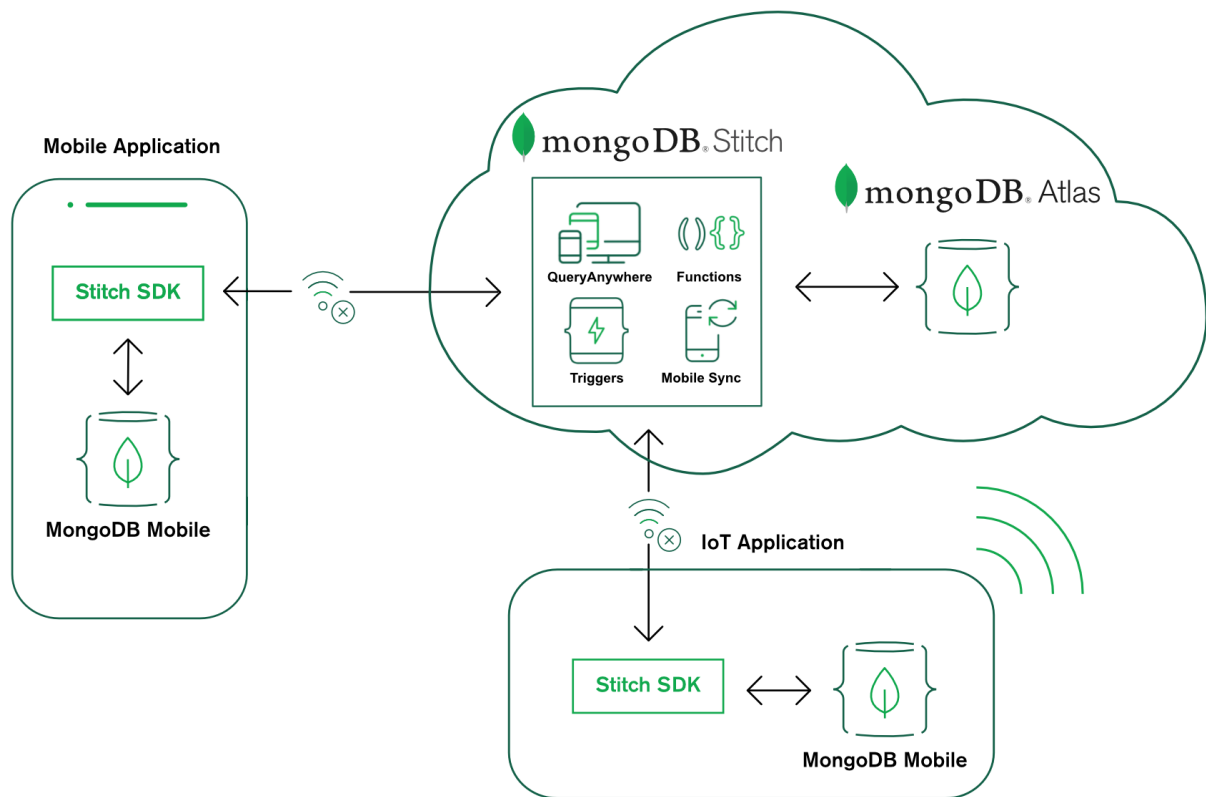 Mobile Application
Stitch SDK
MongoDB Mobile
mongoDB® Stitch
QueryAnywhere
Functions
Triggers
Mobile Sync
mongoDB® Atlas
IoT Application
Stitch SDK
MongoDB Mobile